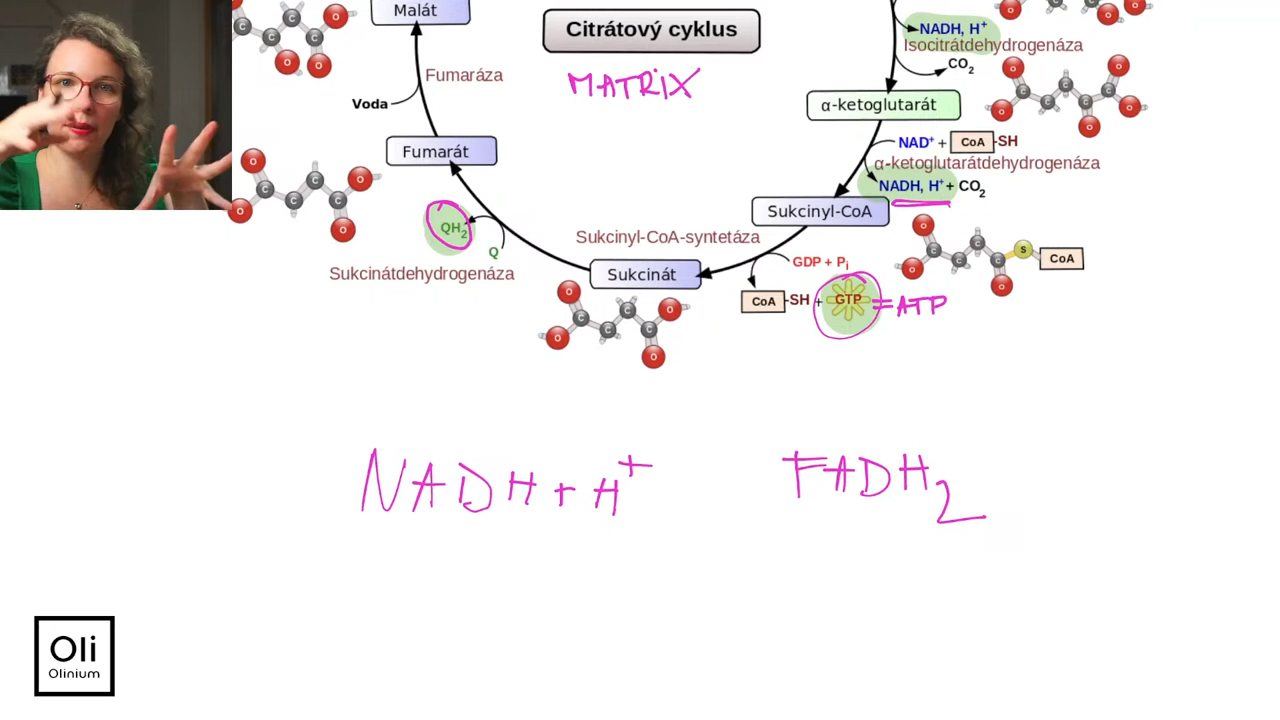 Malát
Citrátový cyklus
NADH, H+
Isocitrátdehydrogenáza
CO2
Fumaráza
MATRIX
Voda
α-ketoglutarát
NAD+ + CoA-SH
α-ketoglutarátdehydrogenáza
Fumarát
NADH, H+ + CO2
Sukcinyl-CoA
QH2
Q
Sukcinyl-CoA-syntetáza
GDP + Pi
Sukcinátdehydrogenáza
Sukcinát
CoA-SH + GTP = ATP
S CoA
NADH + H+
FADH2
Oli
Olinium